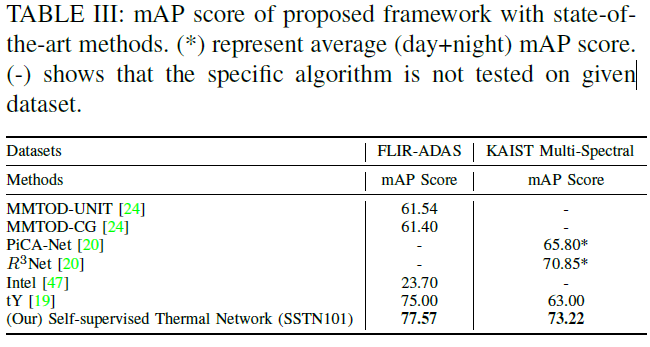 TABLE III: mAP score of proposed framework with state-of-
the-art methods. (*) represent average (day+night) mAP score.
(-) shows that the specific algorithm is not tested on given
dataset.
Datasets FLIR-ADAS KAIST Multi-Spectral
Methods mAP Score mAP Score
MMTOD-UNIT [24] 61.54 -
MMTOD-CG [24] 61.40 -
PiCA-Net [20] - 65.80*
R³Net [20] - 70.85*
Intel [47] 23.70 -
tY [19] 75.00 63.00
(Our) Self-supervised Thermal Network (SSTN101) 77.57 73.22